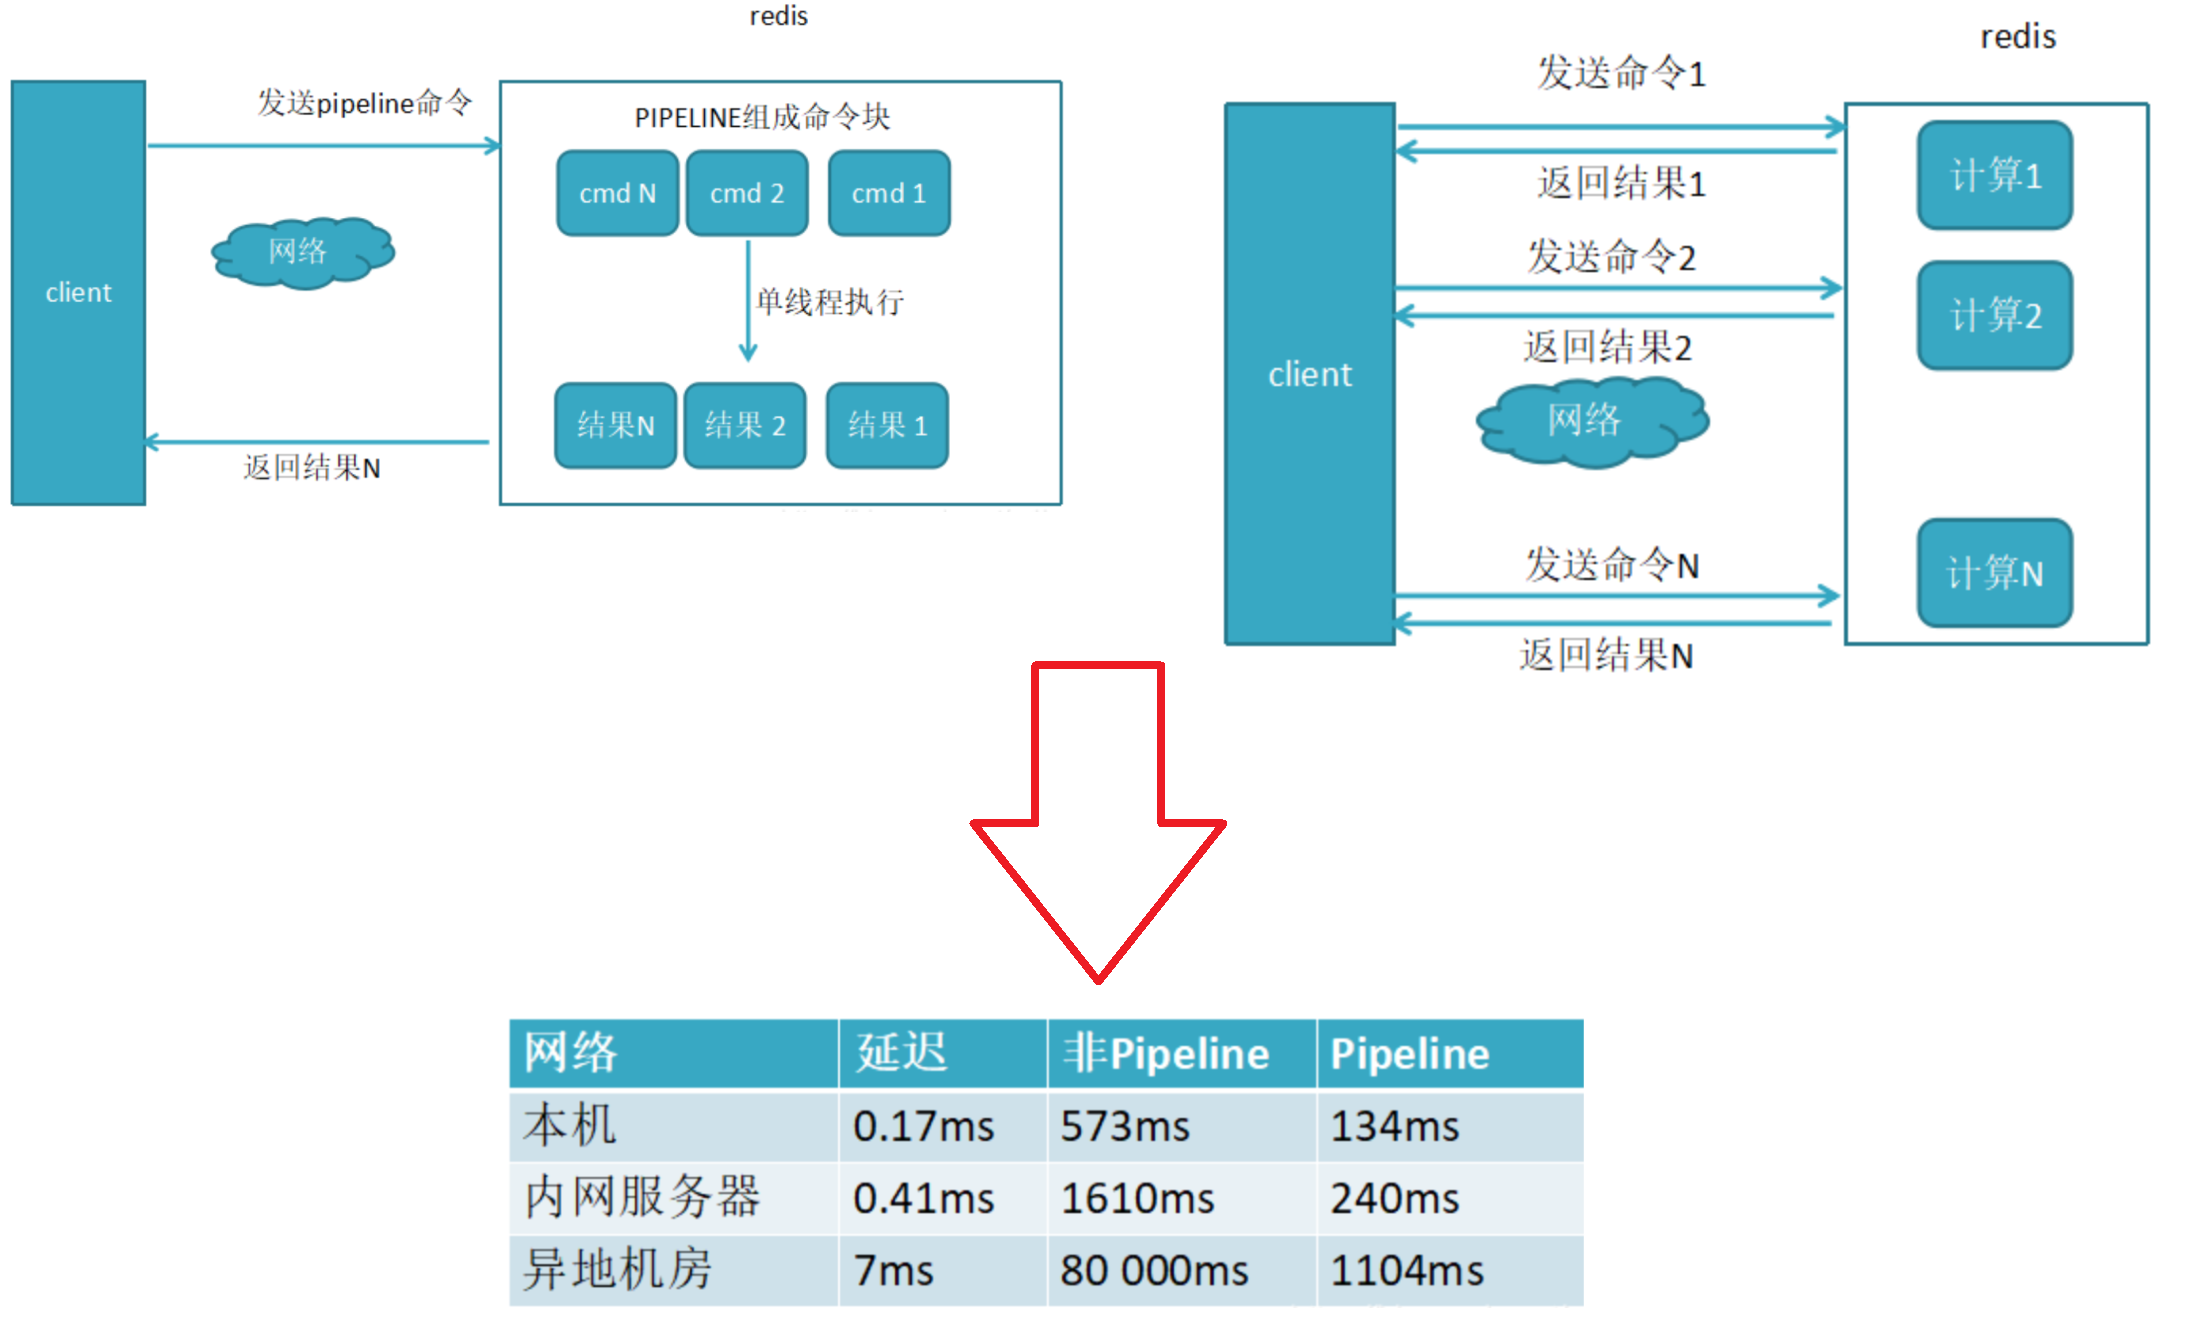 redis
发送pipeline命令
PIPELINE组成命令块
cmd N
cmd 2
cmd 1
网络
client
单线程执行
结果N
结果 2
结果 1
返回结果N
redis
发送命令1
计算1
返回结果1
发送命令2
计算2
返回结果2
client
网络
发送命令N
计算N
返回结果N
网络 延迟 非Pipeline Pipeline
本机 0.17ms 573ms 134ms
内网服务器 0.41ms 1610ms 240ms
异地机房 7ms 80 000ms 1104ms